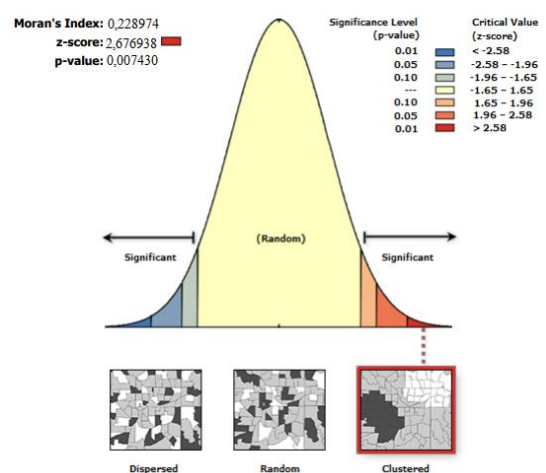 Moran's Index: 0,228974
z-score: 2,676938
p-value: 0,007430
Significance Level
(p-value)
Critical Value
(z-score)
0.01 < -2.58
0.05 -2.58 – -1.96
0.10 -1.96 – -1.65
--- -1.65 – 1.65
0.10 1.65 – 1.96
0.05 1.96 – 2.58
0.01 > 2.58
(Random)
Significant Significant
Dispersed Random Clustered